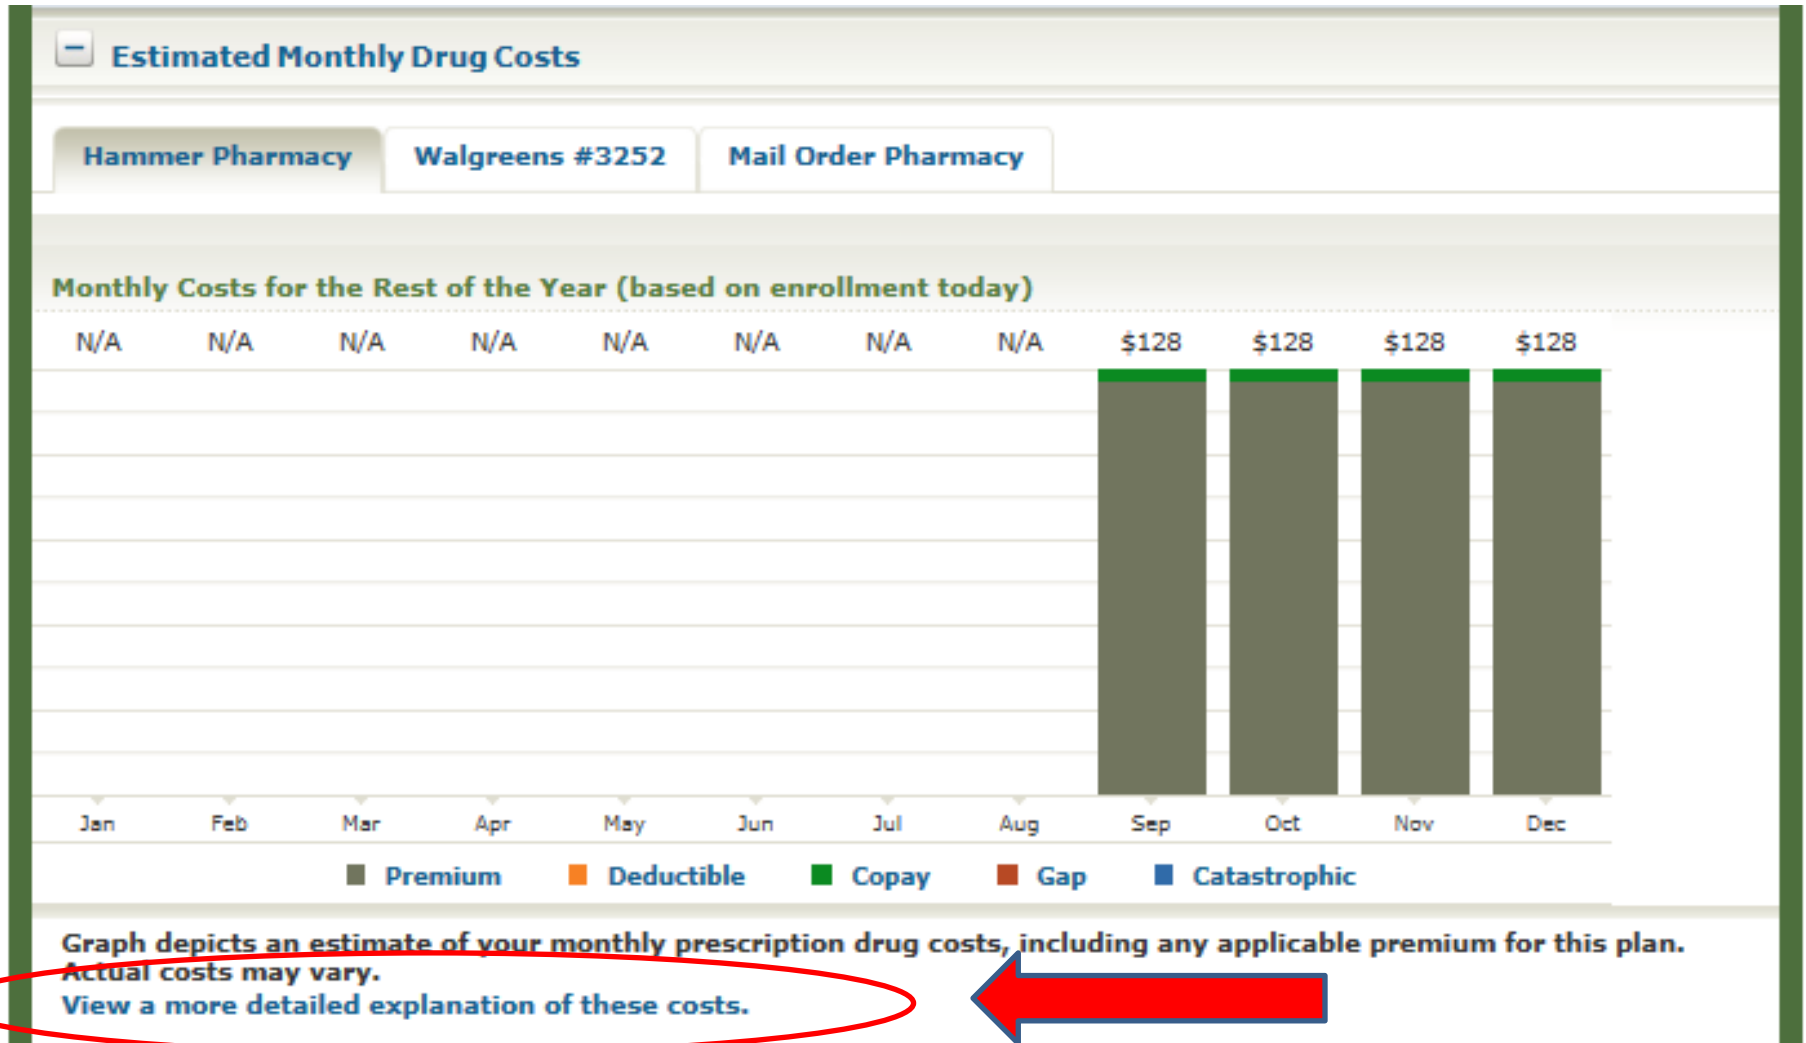 Estimated Monthly Drug Costs
Hammer Pharmacy Walgreens #3252 Mail Order Pharmacy
Monthly Costs for the Rest of the Year (based on enrollment today)
N/A N/A N/A N/A N/A N/A N/A N/A $128 $128 $128 $128
Jan Feb Mar Apr May Jun Jul Aug Sep Oct Nov Dec
Premium Deductible Copay Gap Catastrophic
Graph depicts an estimate of your monthly prescription drug costs, including any applicable premium for this plan.
Actual costs may vary.
View a more detailed explanation of these costs.